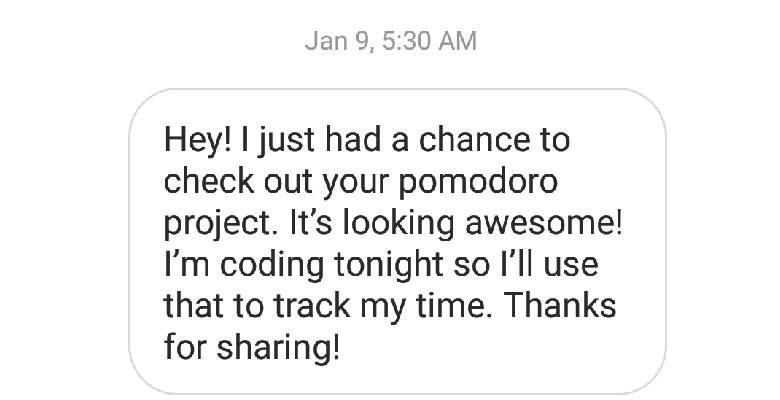 Jan 9, 5:30 AM
Hey! I just had a chance to
check out your pomodoro
project. It’s looking awesome!
I’m coding tonight so I’ll use
that to track my time. Thanks
for sharing!